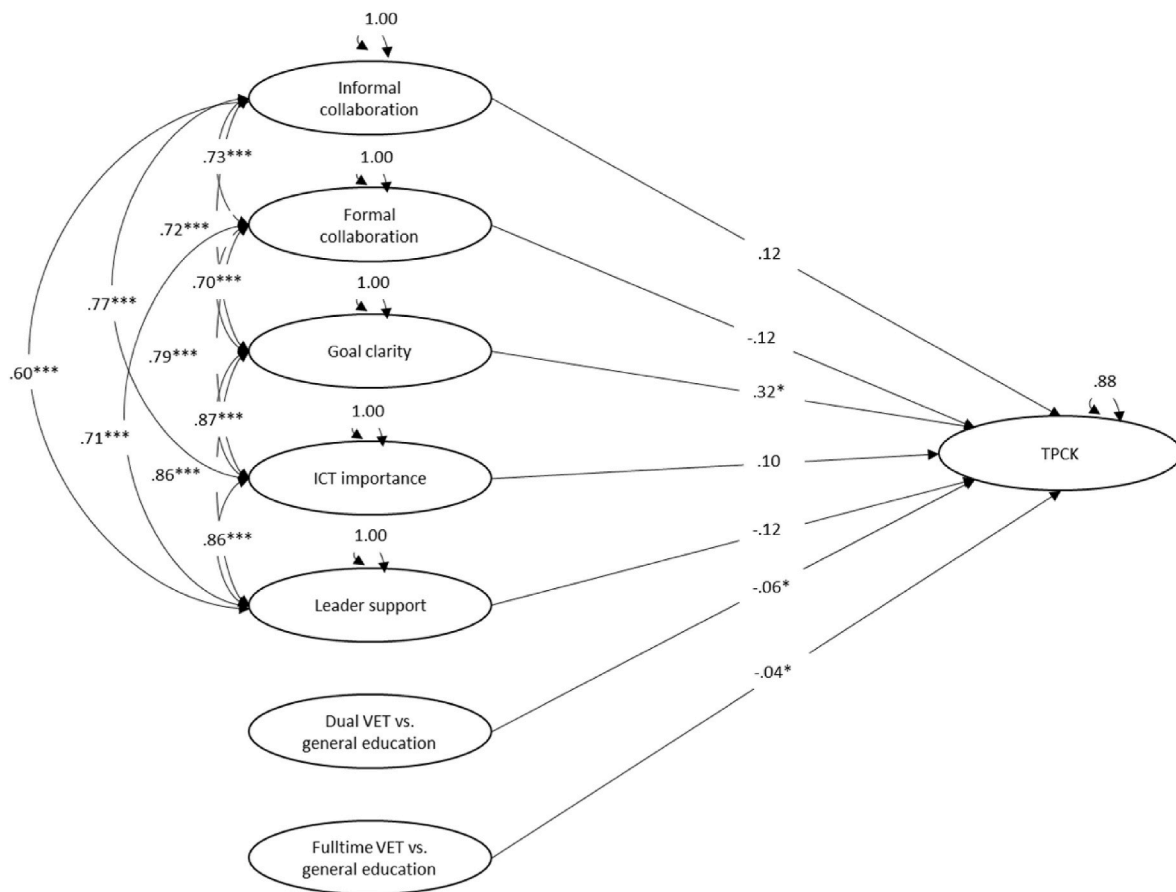 1.00
Informal
collaboration
.73***
1.00
.12
Formal
collaboration
.72***
.70***
1.00
.77***
-.12
Goal clarity
.79***
.60***
.32*
.88
.87***
1.00
.71***
TPCK
.10
ICT importance
.86***
.86***
1.00
-.12
Leader support
-.06*
-.04*
Dual VET vs.
general education
Fulltime VET vs.
general education